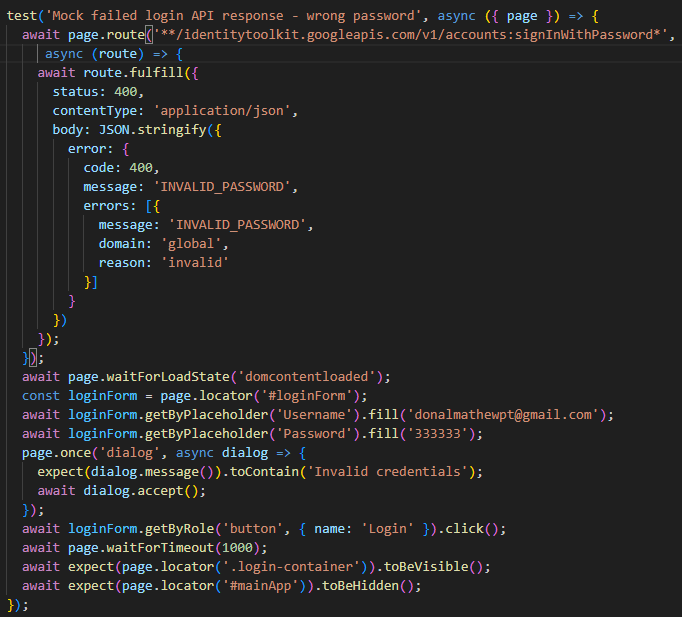 test('Mock failed login API response - wrong password', async ({ page }) => {
  await page.route('**/identitytoolkit.googleapis.com/v1/accounts:signInWithPassword*',
    async (route) => {
    await route.fulfill({
      status: 400,
      contentType: 'application/json',
      body: JSON.stringify({
        error: {
          code: 400,
          message: 'INVALID_PASSWORD',
          errors: [{
            message: 'INVALID_PASSWORD',
            domain: 'global',
            reason: 'invalid'
          }]
        }
      })
    });
  });
  await page.waitForLoadState('domcontentloaded');
  const loginForm = page.locator('#loginForm');
  await loginForm.getByPlaceholder('Username').fill('donalmathewpt@gmail.com');
  await loginForm.getByPlaceholder('Password').fill('333333');
  page.once('dialog', async dialog => {
    expect(dialog.message()).toContain('Invalid credentials');
    await dialog.accept();
  });
  await loginForm.getByRole('button', { name: 'Login' }).click();
  await page.waitForTimeout(1000);
  await expect(page.locator('.login-container')).toBeVisible();
  await expect(page.locator('#mainApp')).toBeHidden();
});